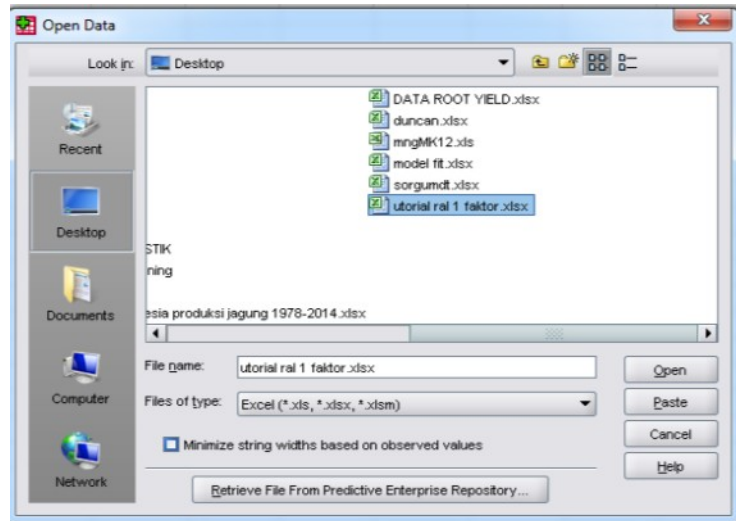 Open Data
Look in: Desktop
Recent
Desktop
Documents
Computer
Network
DATA ROOT YIELD.xlsx
duncan.xlsx
mngMK12.xls
model fit.xlsx
sorgumdt.xlsx
utorial ral 1 faktor.xlsx
STIK
ning
esia produksi jagung 1978-2014.xlsx
File name: utorial ral 1 faktor.xlsx
Files of type: Excel (*.xls, *.xlsx, *.xlsm)
Minimize string widths based on observed values
Retrieve File From Predictive Enterprise Repository...
Open
Paste
Cancel
Help